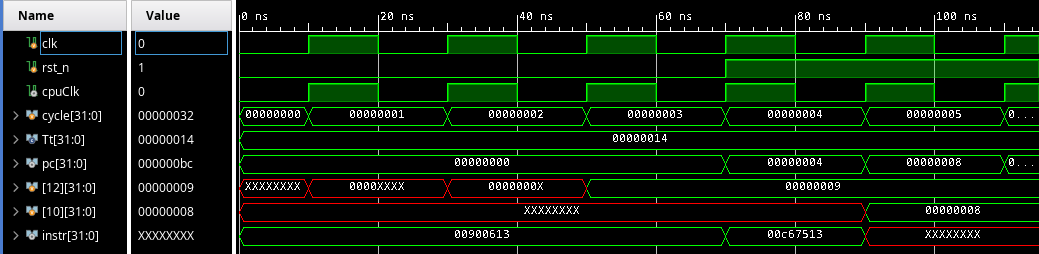 Name Value 0 ns 20 ns 40 ns 60 ns 80 ns 100 ns
clk 0
rst_n 1
cpuClk 0
cycle[31:0] 00000032 00000000 00000001 00000002 00000003 00000004 00000005 0...
Tt[31:0] 00000014 00000014
pc[31:0] 000000bc 00000000 00000004 00000008 0...
[12][31:0] 00000009 XXXXXXXX 0000XXXX 0000000X 00000009
[10][31:0] 00000008 XXXXXXXX 00000008
instr[31:0] XXXXXXXX 00900613 00c67513 XXXXXXXX